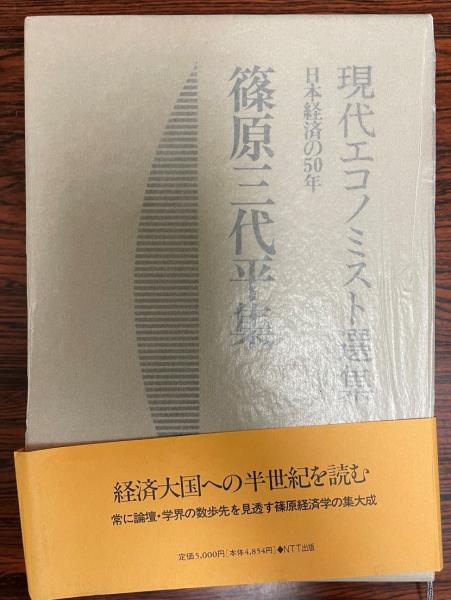 現代エコノミスト選集
日本経済の50年
篠原三代平集
経済大国への半世紀を読む
常に論壇・学界の数歩先を見透す篠原経済学の集大成
定価5,000円[本体4,854円]◆NTT出版